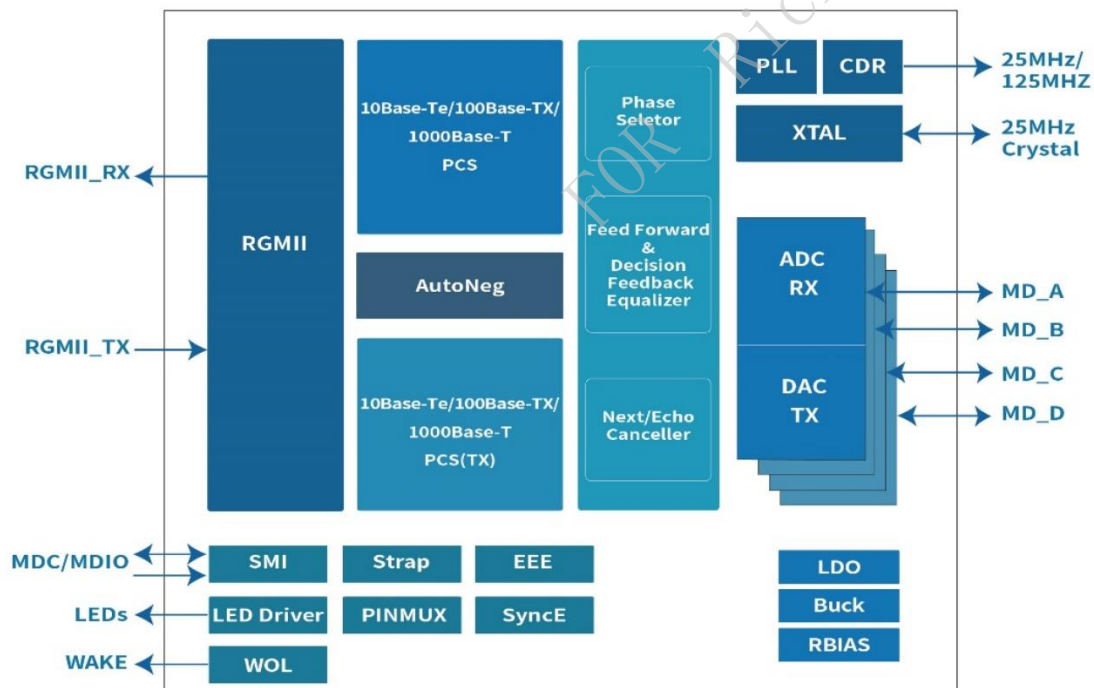 RGMII_RX
RGMII_TX
RGMII
10Base-Te/100Base-TX/
1000Base-T
PCS
AutoNeg
10Base-Te/100Base-TX/
1000Base-T
PCS(TX)
Phase
Seletor
Feed Forward
&
Decision
Feedback
Equalizer
Next/Echo
Canceller
PLL
CDR
25MHz/
125MHZ
XTAL
25MHz
Crystal
ADC
RX
DAC
TX
MD_A
MD_B
MD_C
MD_D
MDC/MDIO
SMI
Strap
EEE
LEDs
LED Driver
PINMUX
SyncE
WAKE
WOL
LDO
Buck
RBIAS
FOR